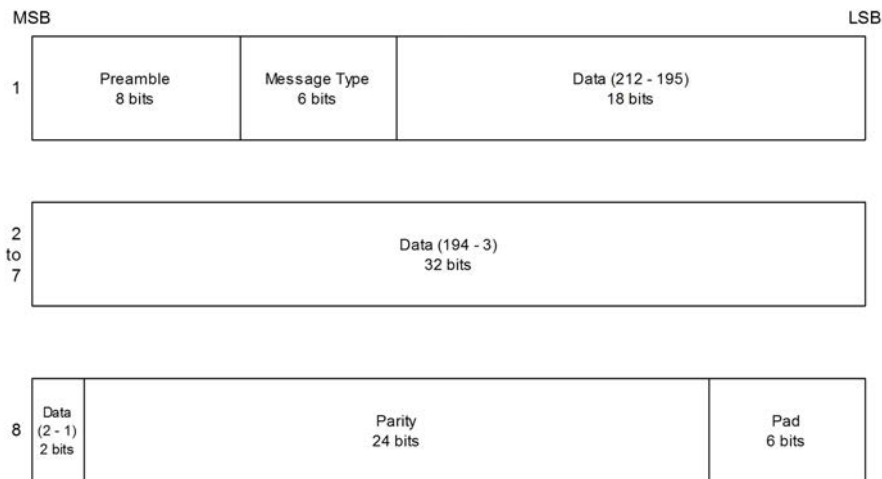 MSB LSB
1
Preamble
8 bits
Message Type
6 bits
Data (212 - 195)
18 bits
2
to
7
Data (194 - 3)
32 bits
8
Data
(2 - 1)
2 bits
Parity
24 bits
Pad
6 bits